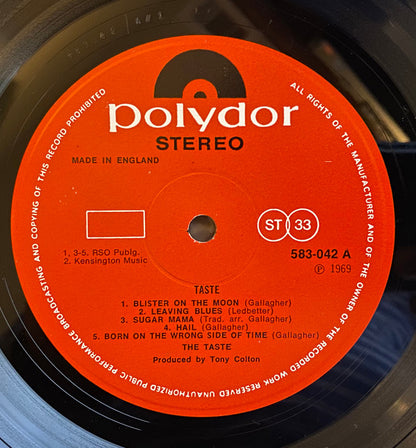 polydor
STEREO
MADE IN ENGLAND
ALL RIGHTS OF THE MANUFACTURER AND OF THE OWNER OF THE RECORDED WORK RESERVED UNAUTHORIZED PUBLIC PERFORMANCE BROADCASTING AND COPYING OF THIS RECORD PROHIBITED
ST 33
1, 3-5. RSO Publg.
2. Kensington Music
583-042 A
Ⓟ 1969
TASTE
1. BLISTER ON THE MOON (Gallagher)
2. LEAVING BLUES (Ledbetter)
3. SUGAR MAMA (Trad. arr. Gallagher)
4. HAIL (Gallagher)
5. BORN ON THE WRONG SIDE OF TIME (Gallagher)
THE TASTE
Produced by Tony Colton